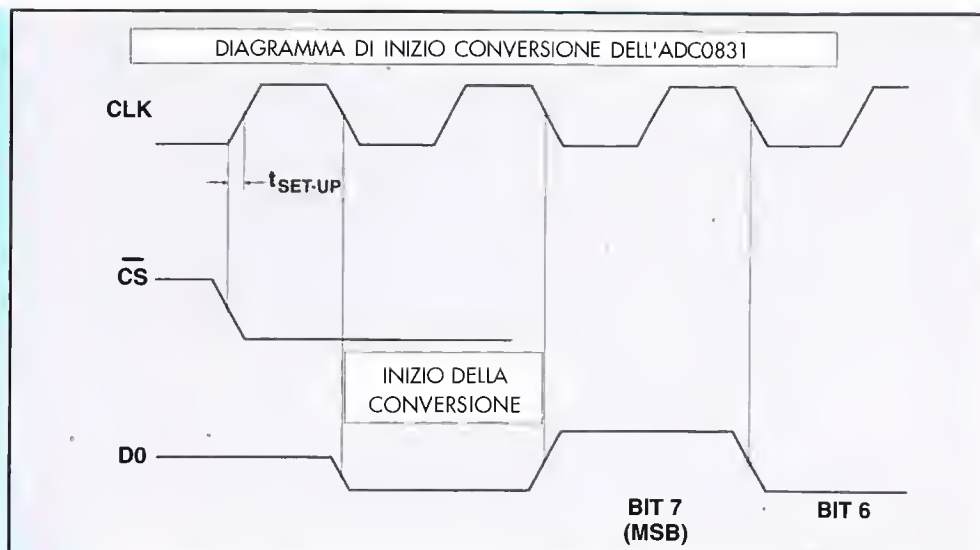 DIAGRAMMA DI INIZIO CONVERSIONE DELL'ADC0831
CLK
tSET-UP
CS
INIZIO DELLA
CONVERSIONE
D0
BIT 7
(MSB)
BIT 6